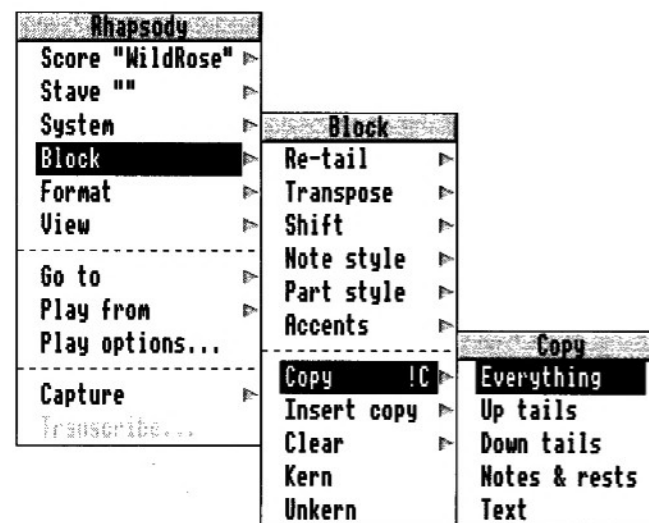 Rhapsody
Score "WildRose"
Stave ""
System
Block
Format
View
Go to
Play from
Play options...
Capture
Transcribe...
Block
Re-tail
Transpose
Shift
Note style
Part style
Accents
Copy !C
Insert copy
Clear
Kern
Unkern
Copy
Everything
Up tails
Down tails
Notes & rests
Text